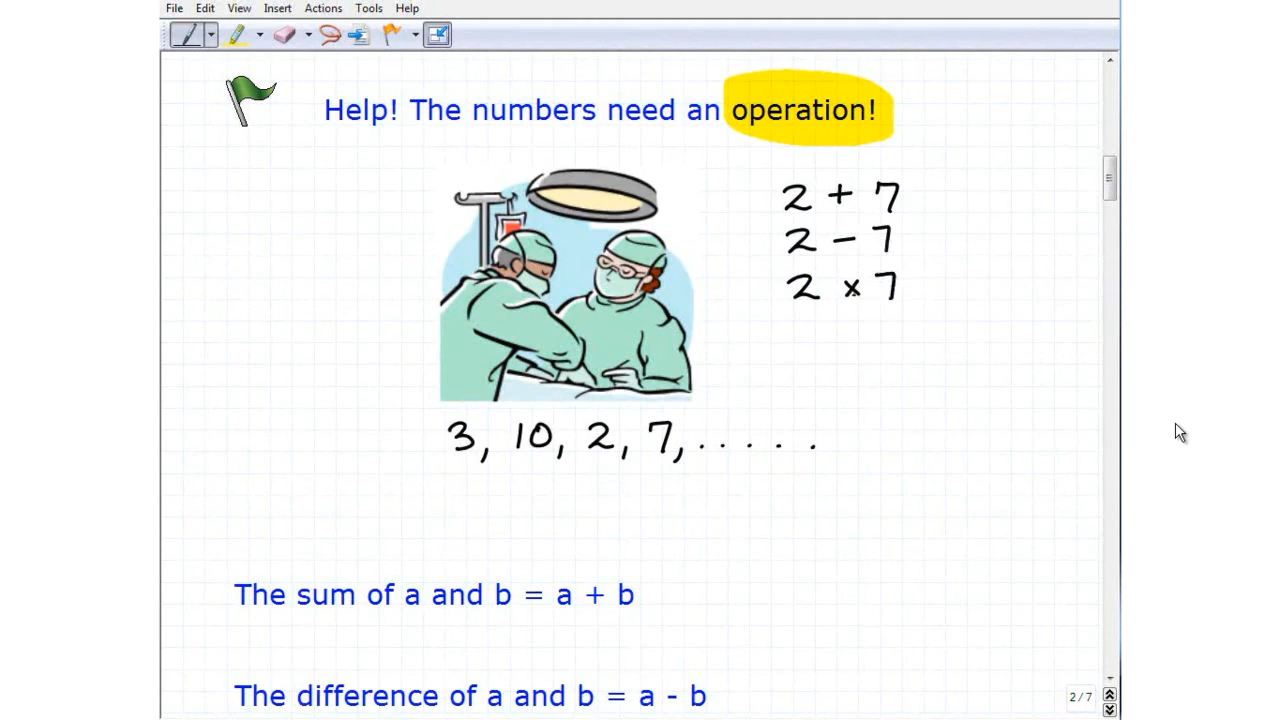 File Edit View Insert Actions Tools Help
Help! The numbers need an operation!
2 + 7
2 - 7
2 x 7
3, 10, 2, 7, . . . . .
The sum of a and b = a + b
The difference of a and b = a - b
2/7